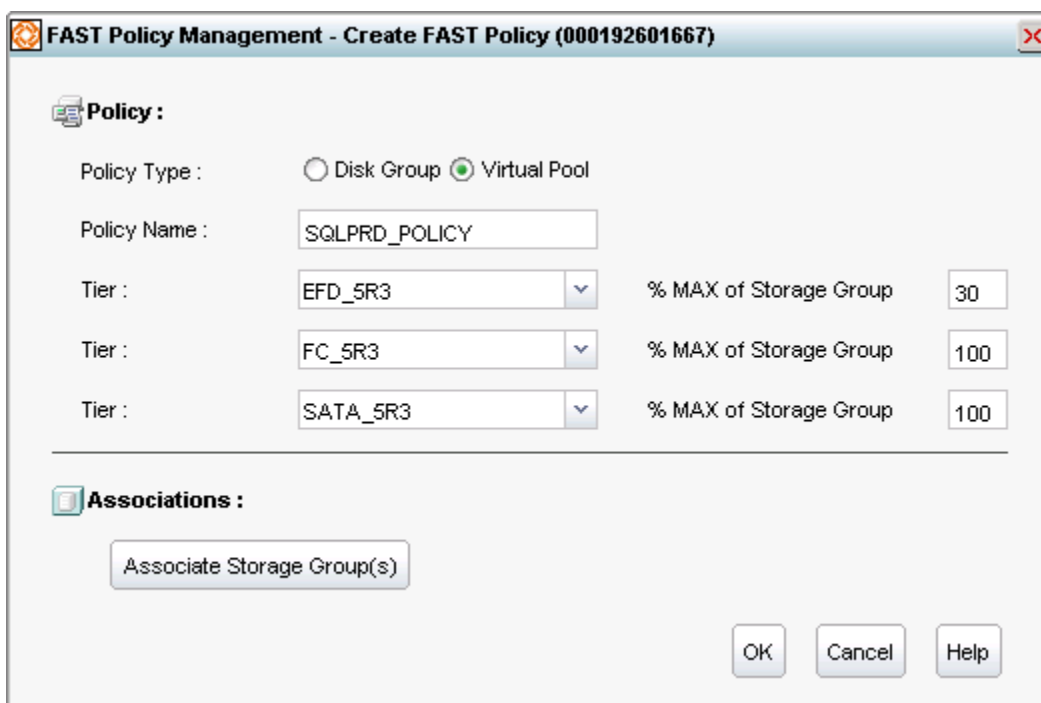 FAST Policy Management - Create FAST Policy (000192601667)
Policy :
Policy Type : Disk Group Virtual Pool
Policy Name : SQLPRD_POLICY
Tier : EFD_5R3 % MAX of Storage Group 30
Tier : FC_5R3 % MAX of Storage Group 100
Tier : SATA_5R3 % MAX of Storage Group 100
Associations :
Associate Storage Group(s)
OK Cancel Help